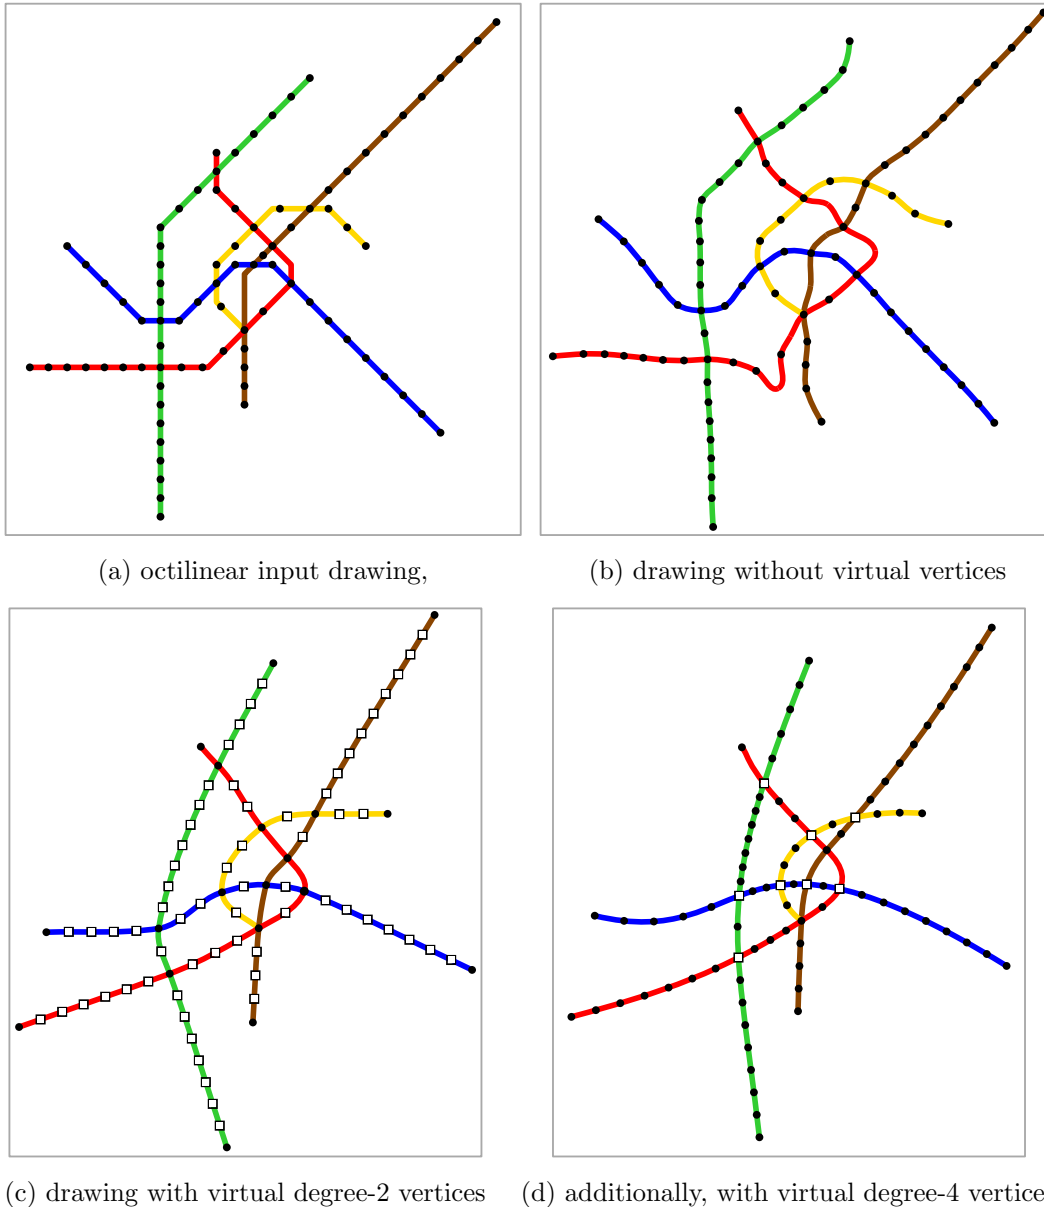 (a) octilinear input drawing,
(b) drawing without virtual vertices
(c) drawing with virtual degree-2 vertices
(d) additionally, with virtual degree-4 vertice